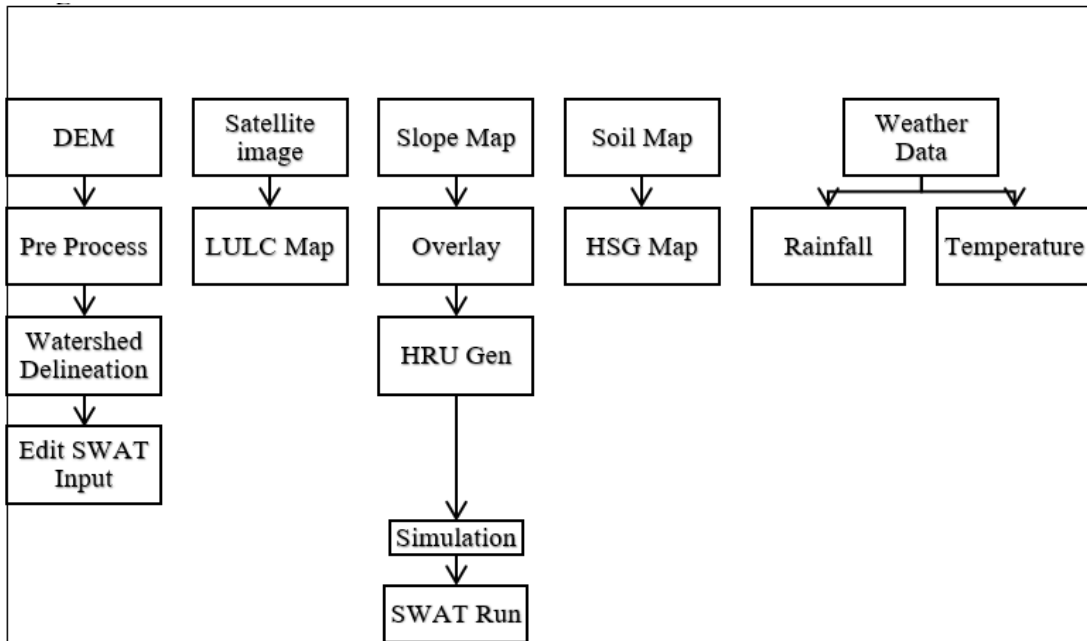 DEM
Satellite
image
Slope Map
Soil Map
Weather
Data
Pre Process
LULC Map
Overlay
HSG Map
Rainfall
Temperature
Watershed
Delineation
HRU Gen
Edit SWAT
Input
Simulation
SWAT Run